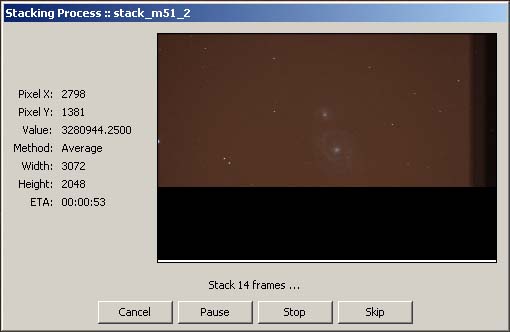 Stacking Process :: stack_m51_2
Pixel X: 2798
Pixel Y: 1381
Value: 3280944.2500
Method: Average
Width: 3072
Height: 2048
ETA: 00:00:53
Stack 14 frames ...
Cancel Pause Stop Skip